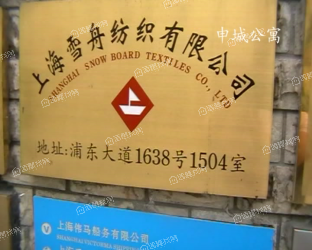 申城公寓
上海雪舟纺织有限公司
SHANGHAI SNOW BOARD TEXTILES CO., LTD
地址:浦东大道1638号1504室
上海伟马船务有限公司